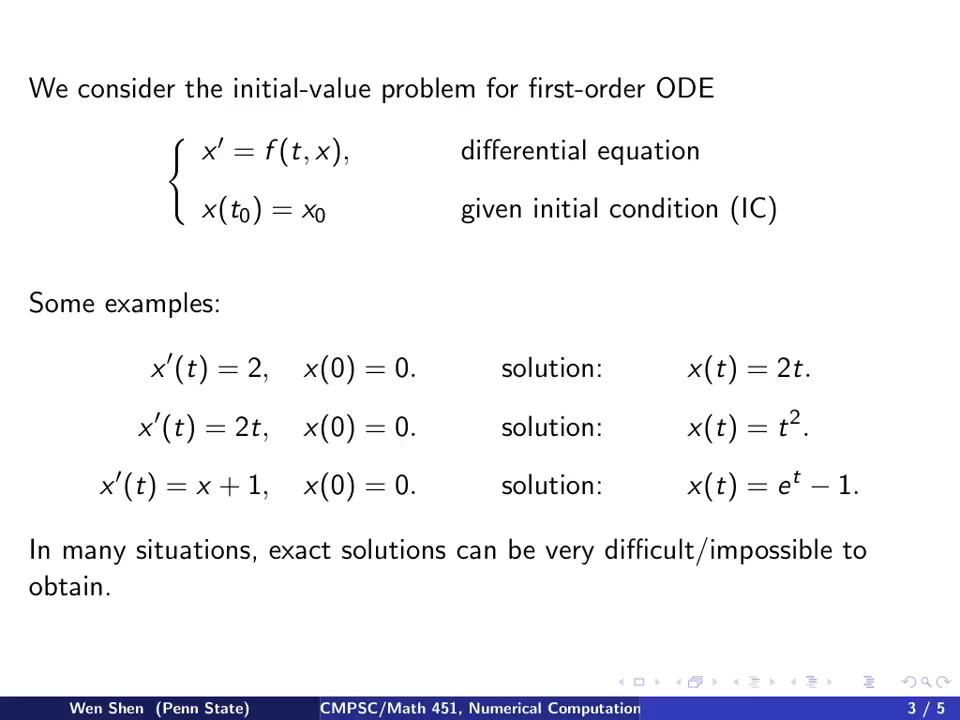 We consider the initial-value problem for first-order ODE
x′ = f(t, x), differential equation
x(t₀) = x₀ given initial condition (IC)
Some examples:
x′(t) = 2, x(0) = 0. solution: x(t) = 2t.
x′(t) = 2t, x(0) = 0. solution: x(t) = t².
x′(t) = x + 1, x(0) = 0. solution: x(t) = eᵗ − 1.
In many situations, exact solutions can be very difficult/impossible to
obtain.
Wen Shen (Penn State) CMPSC/Math 451, Numerical Computation 3 / 5